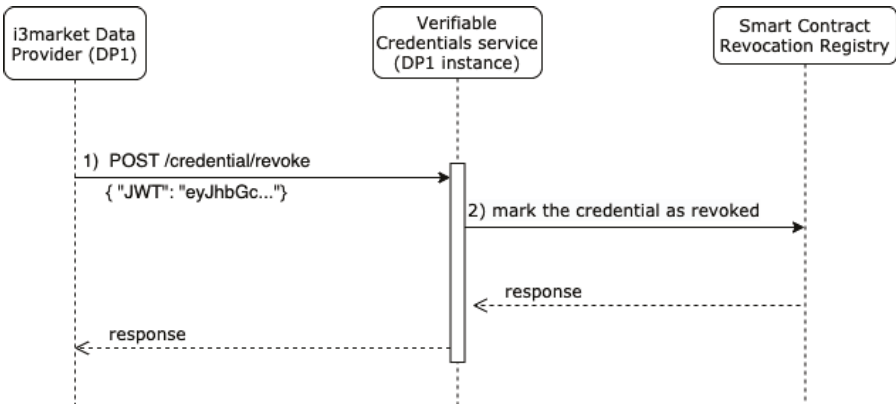 i3market Data
Provider (DP1)
Verifiable
Credentials service
(DP1 instance)
Smart Contract
Revocation Registry
1) POST /credential/revoke
{ "JWT": "eyJhbGc..."}
2) mark the credential as revoked
response
response